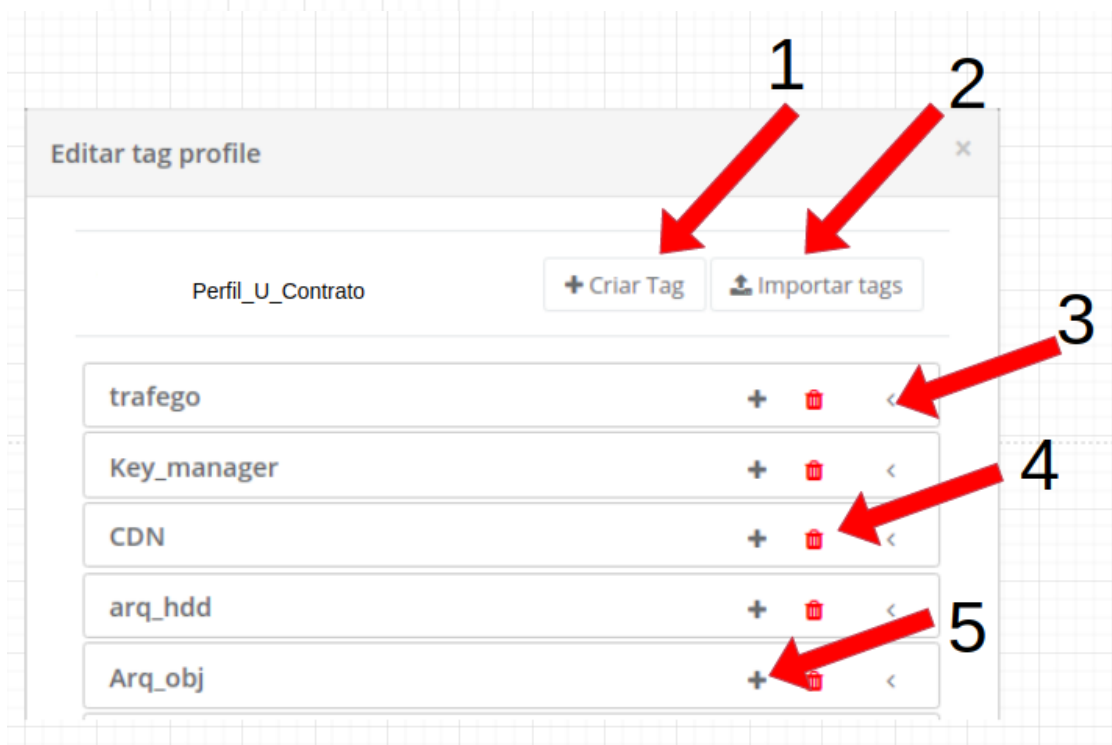 1
2
Editar tag profile ×
Perfil_U_Contrato + Criar Tag Importar tags
3
trafego + <
Key_manager + <
4
CDN + <
arq_hdd + <
5
Arq_obj + <